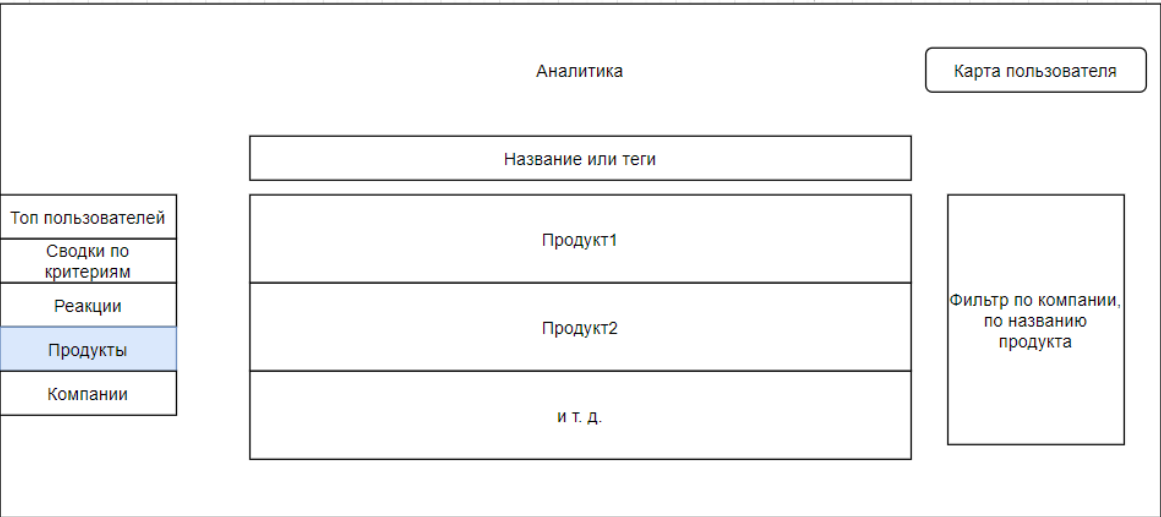 Аналитика
Карта пользователя
Название или теги
Топ пользователей
Сводки по
критериям
Реакции
Продукты
Компании
Продукт1
Продукт2
и т. д.
Фильтр по компании,
по названию
продукта